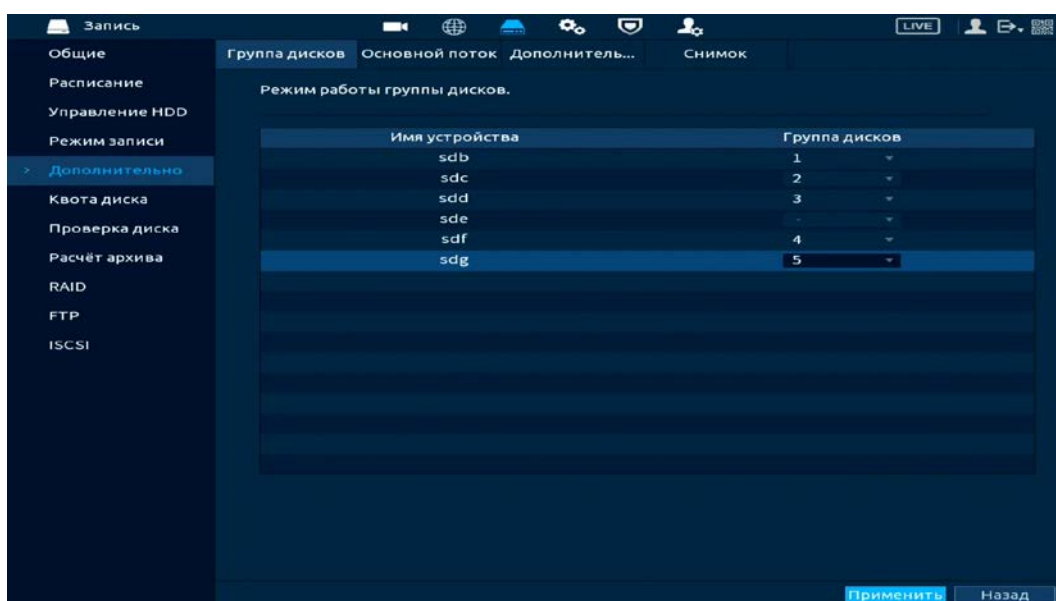 Запись LIVE
Общие
Расписание
Управление HDD
Режим записи
> Дополнительно
Квота диска
Проверка диска
Расчёт архива
RAID
FTP
ISCSI
Группа дисков Основной поток Дополнитель... Снимок
Режим работы группы дисков.
Имя устройства Группа дисков
sdb 1
sdc 2
sdd 3
sde -
sdf 4
sdg 5
Применить Назад